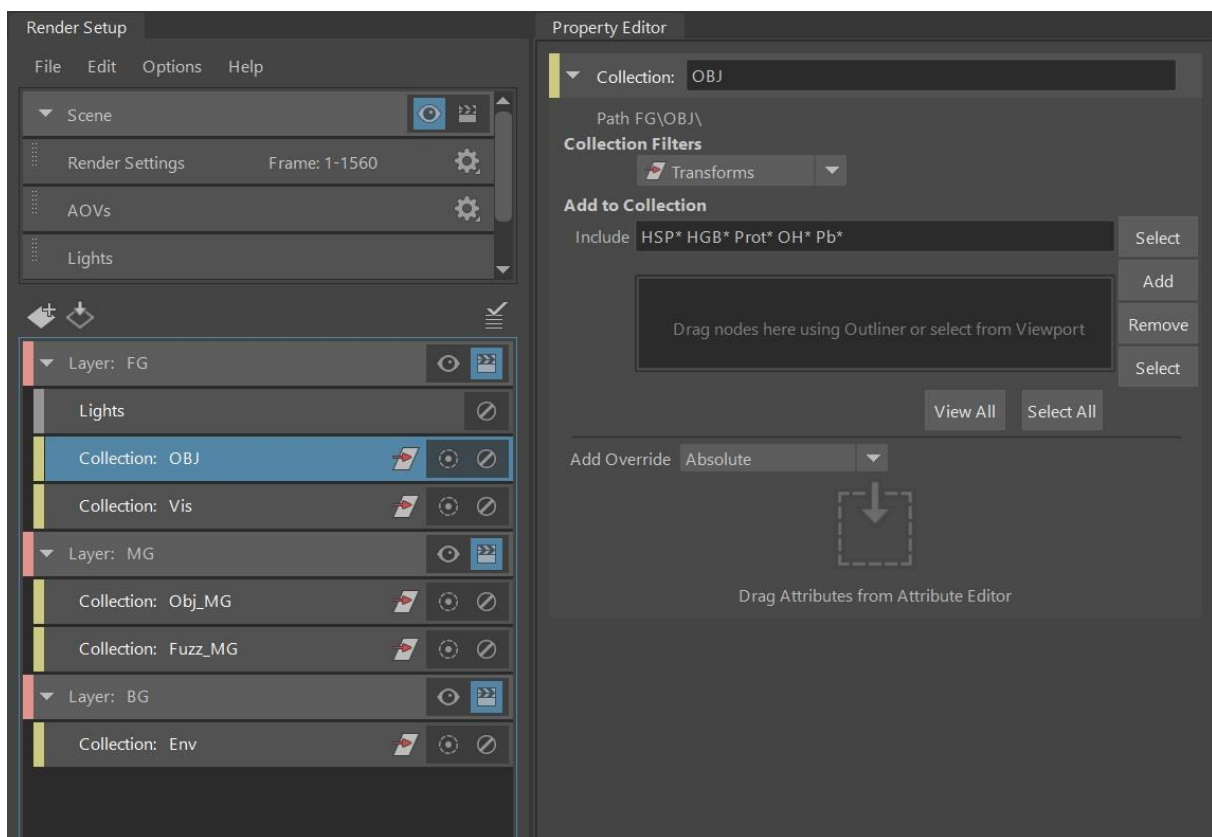 Render Setup
File Edit Options Help
Scene
Render Settings Frame: 1-1560
AOVs
Lights
Layer: FG
Lights
Collection: OBJ
Collection: Vis
Layer: MG
Collection: Obj_MG
Collection: Fuzz_MG
Layer: BG
Collection: Env
Property Editor
Collection: OBJ
Path FG\OBJ\
Collection Filters
Transforms
Add to Collection
Include HSP* HGB* Prot* OH* Pb* Select
Add
Drag nodes here using Outliner or select from Viewport Remove
Select
View All Select All
Add Override Absolute
Drag Attributes from Attribute Editor